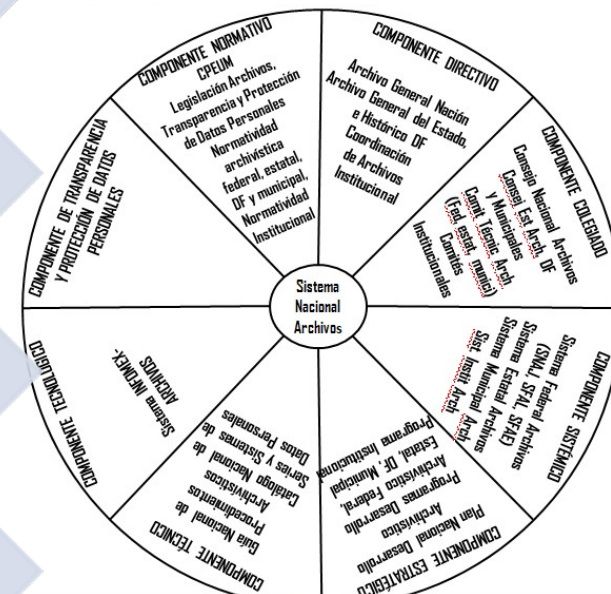 COMPONENTE NORMATIVO
CPEUM
Legislación Archivos,
Transparencia y Protección
de Datos Personales
Normatividad
archivística
federal, estatal,
DF y municipal,
Normatividad
Institucional
COMPONENTE DIRECTIVO
Archivo General Nación
Archivo General del Estado,
e Histórico DF
Coordinación
de Archivos
Institucional
COMPONENTE COLEGIADO
Consejo Nacional Archivos
Consej Est Arch, DF
y Municipales
Comit Técnic Arch
(Fed, estat, munici)
Comités
Institucionales
COMPONENTE SISTÉMICO
Sistema Federal Archivos
(SNAJ, SFAL, SFAE)
Sistema Estatal Archivos
Sistema Municipal Arch
Sist. Instit Arch
COMPONENTE ESTRATÉGICO
Plan Nacional Desarrollo
Archivístico
Programas Desarrollo
Archivístico Federal,
Estatal, DF, Municipal
Programa Institucional
COMPONENTE TÉCNICO
Guía Nacional de
Procedimientos
Archivísticos
Catálogo Nacional de
Series y Sistemas de
Datos Personales
COMPONENTE TECNOLOGICO
Sistema INFOMEX-
ARCHIVOS
COMPONENTE DE TRANSPARENCIA
Y PROTECCIÓN DE DATOS
PERSONALES
Sistema
Nacional
Archivos